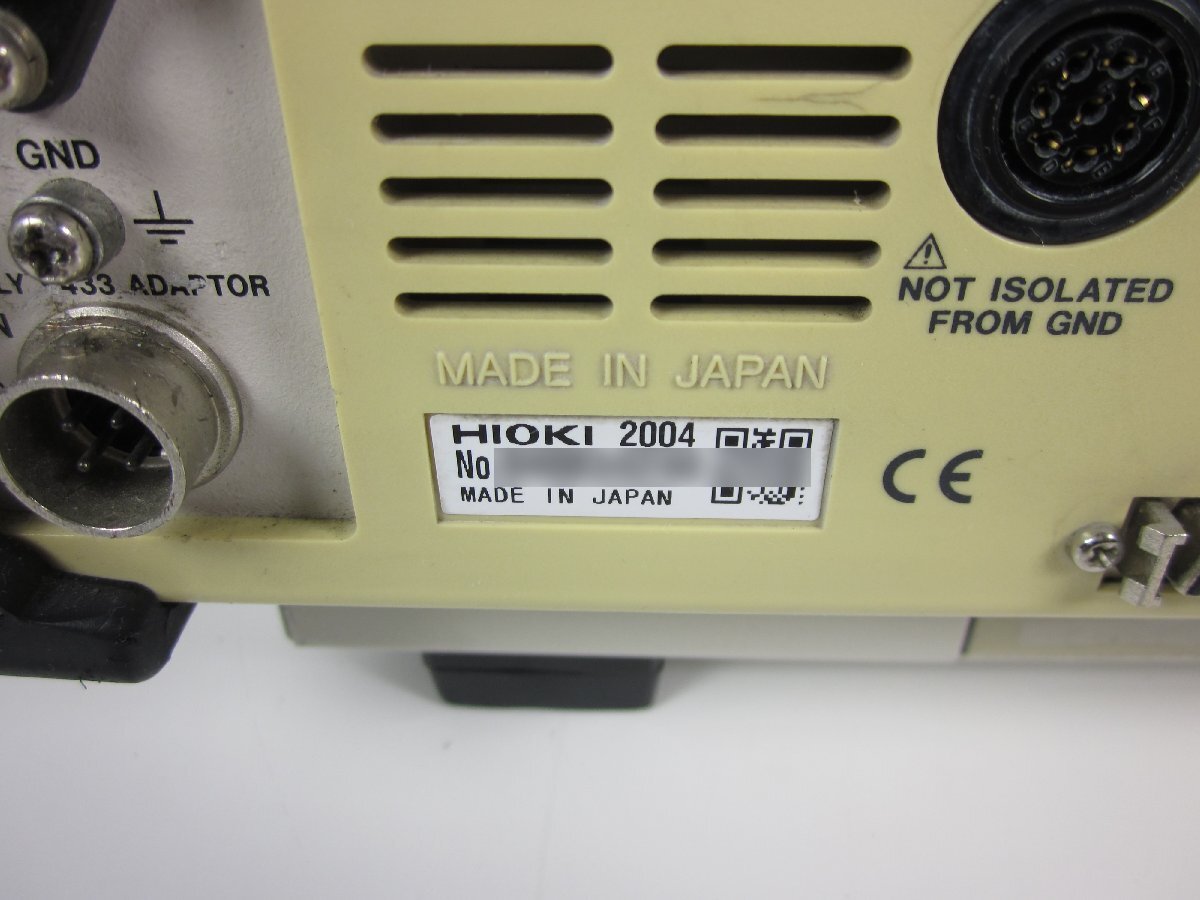 GND
433 ADAPTOR
NOT ISOLATED
FROM GND
MADE IN JAPAN
HIOKI 2004
No
MADE IN JAPAN
CE